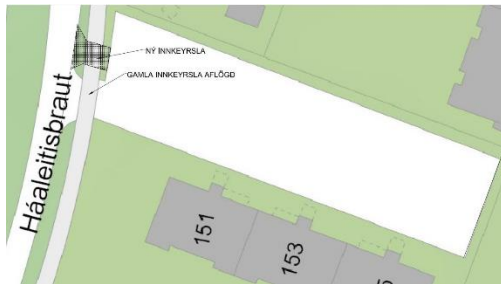 NÝ INNKEYRSLA
GAMLA INNKEYRSLA AFLÖGÐ
Háaleitisbraut
151
153